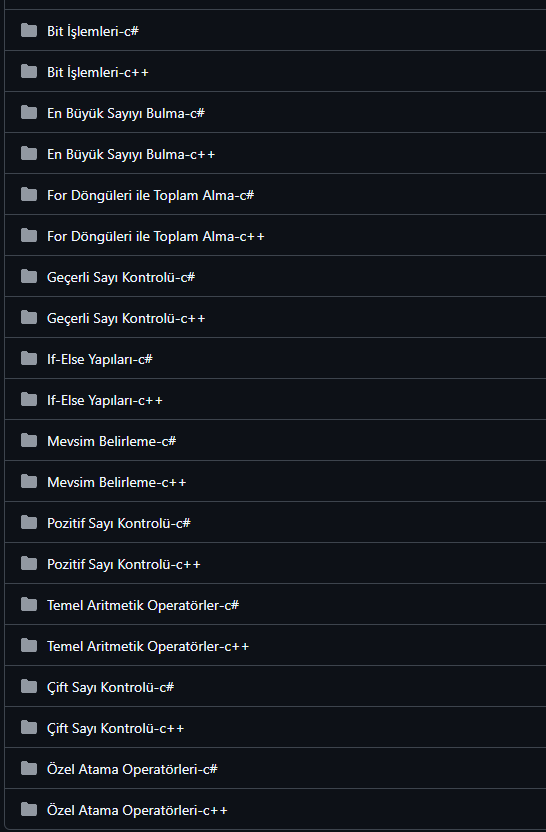 Bit İşlemleri-c#
Bit İşlemleri-c++
En Büyük Sayıyı Bulma-c#
En Büyük Sayıyı Bulma-c++
For Döngüleri ile Toplam Alma-c#
For Döngüleri ile Toplam Alma-c++
Geçerli Sayı Kontrolü-c#
Geçerli Sayı Kontrolü-c++
If-Else Yapıları-c#
If-Else Yapıları-c++
Mevsim Belirleme-c#
Mevsim Belirleme-c++
Pozitif Sayı Kontrolü-c#
Pozitif Sayı Kontrolü-c++
Temel Aritmetik Operatörler-c#
Temel Aritmetik Operatörler-c++
Çift Sayı Kontrolü-c#
Çift Sayı Kontrolü-c++
Özel Atama Operatörleri-c#
Özel Atama Operatörleri-c++